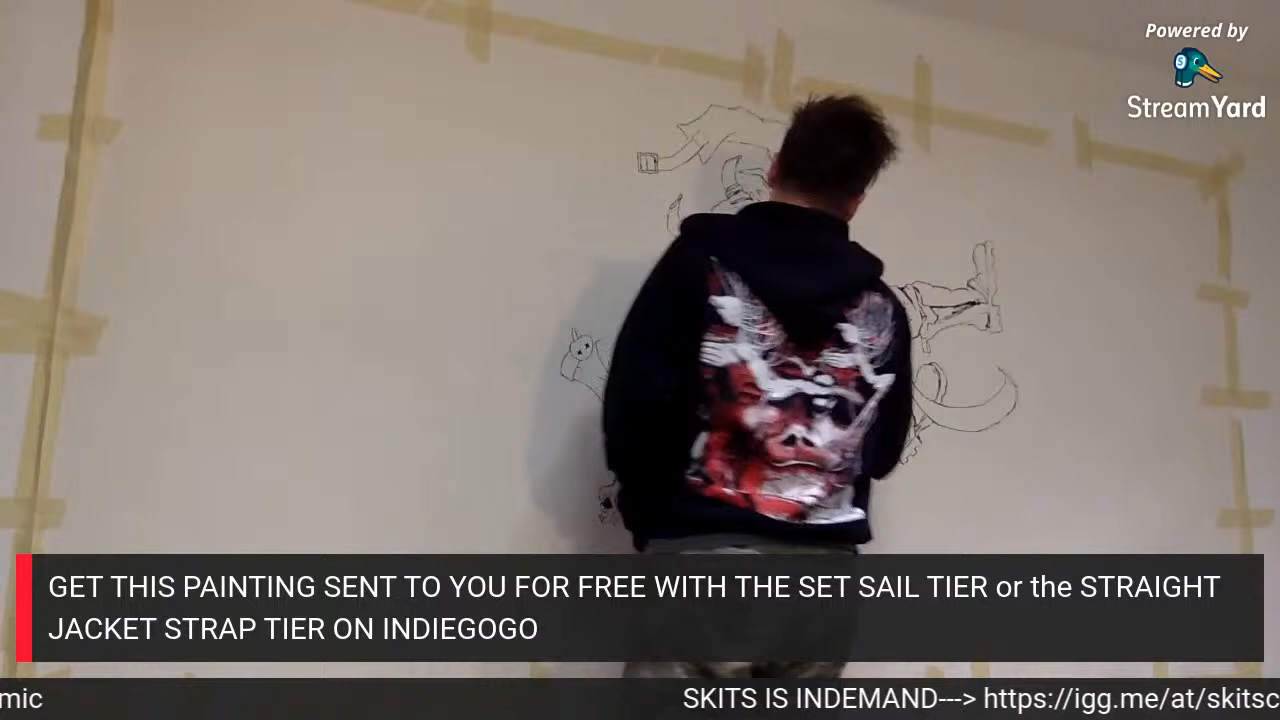 Powered by
StreamYard
GET THIS PAINTING SENT TO YOU FOR FREE WITH THE SET SAIL TIER or the STRAIGHT
JACKET STRAP TIER ON INDIEGOGO
mic SKITS IS INDEMAND---> https://igg.me/at/skitsc